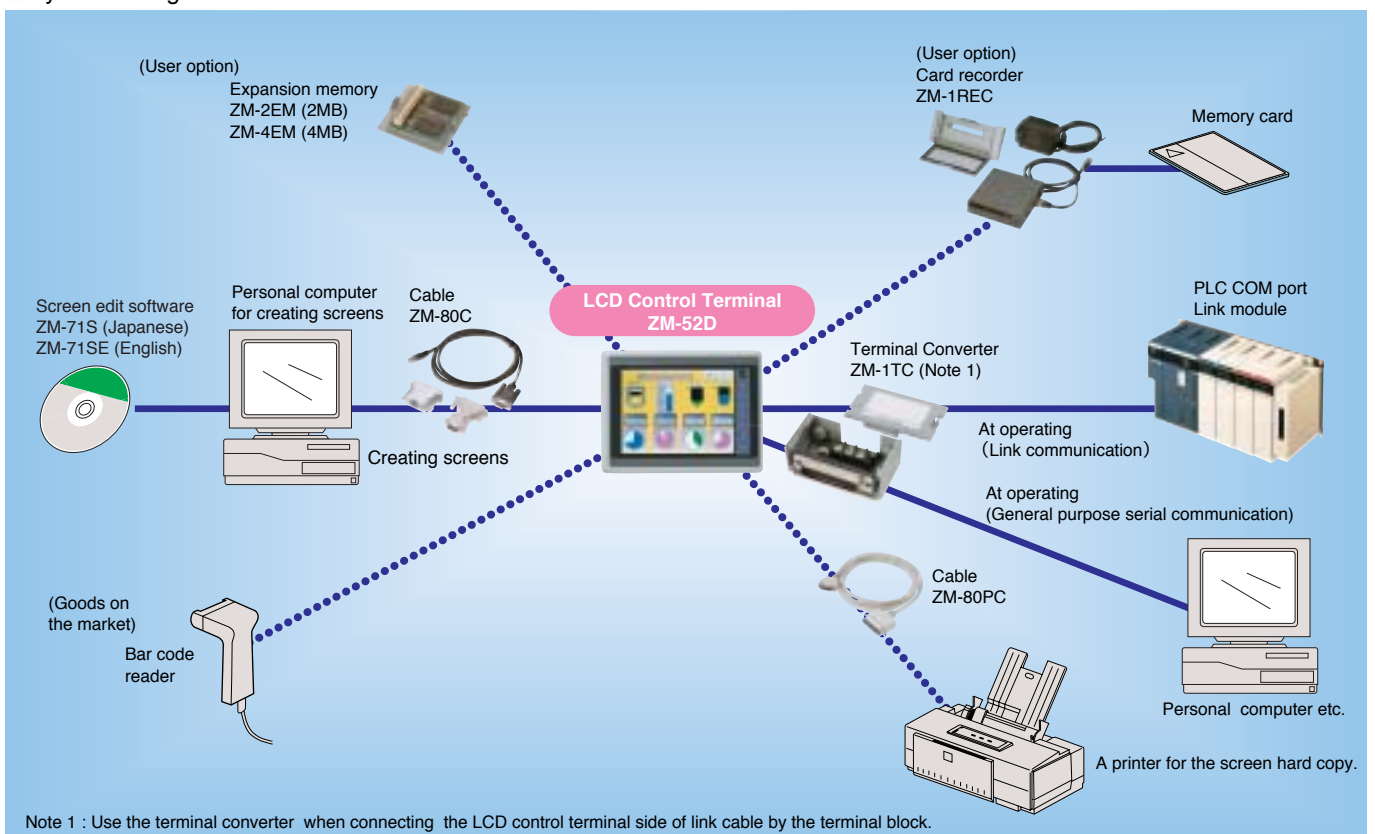 (User option)
Expansion memory
ZM-2EM (2MB)
ZM-4EM (4MB)
(User option)
Card recorder
ZM-1REC
Memory card
Screen edit software
ZM-71S (Japanese)
ZM-71SE (English)
Personal computer
for creating screens
Cable
ZM-80C
LCD Control Terminal
ZM-52D
PLC COM port
Link module
Terminal Converter
ZM-1TC (Note 1)
At operating
(Link communication)
Creating screens
At operating
(General purpose serial communication)
Cable
ZM-80PC
(Goods on
the market)
Bar code
reader
Personal computer etc.
A printer for the screen hard copy.
Note 1 : Use the terminal converter when connecting the LCD control terminal side of link cable by the terminal block.